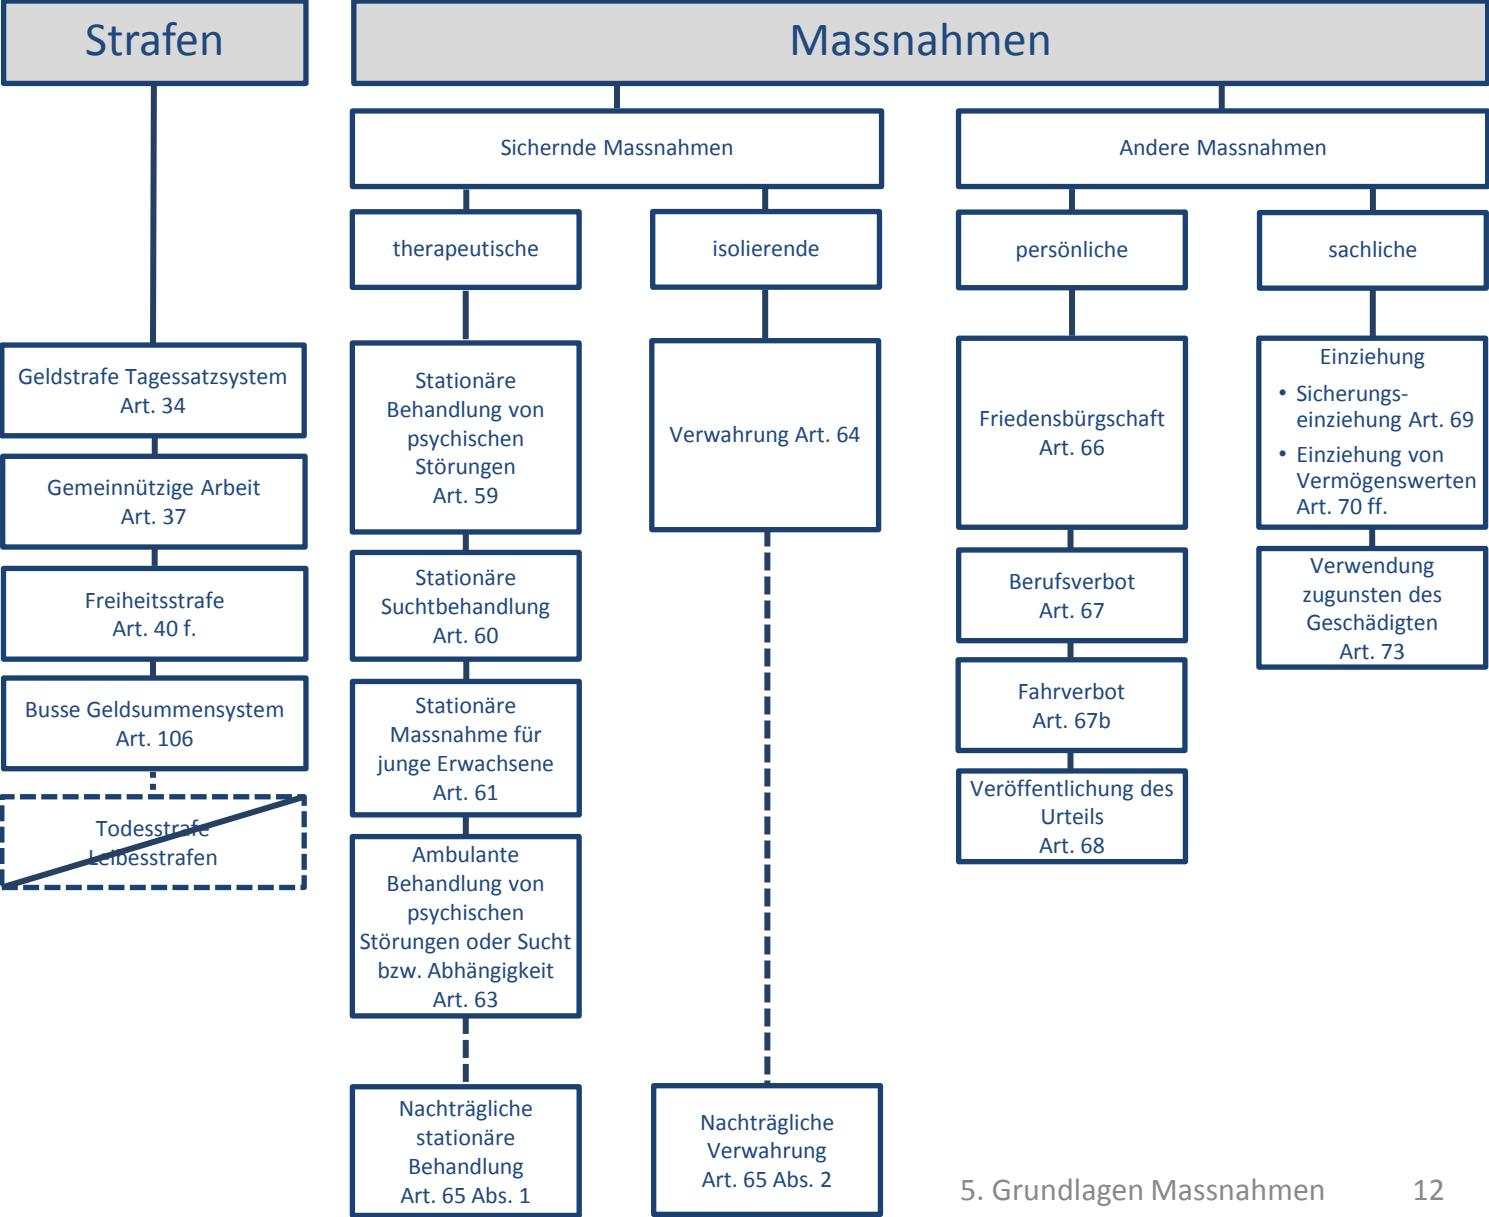 Strafen
Massnahmen
Sichernde Massnahmen
Andere Massnahmen
therapeutische
isolierende
persönliche
sachliche
Geldstrafe Tagessatzsystem
Art. 34
Gemeinnützige Arbeit
Art. 37
Freiheitsstrafe
Art. 40 f.
Busse Geldsummensystem
Art. 106
Todesstrafe
Leibesstrafen
Stationäre
Behandlung von
psychischen
Störungen
Art. 59
Stationäre
Suchtbehandlung
Art. 60
Stationäre
Massnahme für
junge Erwachsene
Art. 61
Ambulante
Behandlung von
psychischen
Störungen oder Sucht
bzw. Abhängigkeit
Art. 63
Nachträgliche
stationäre
Behandlung
Art. 65 Abs. 1
Verwahrung Art. 64
Nachträgliche
Verwahrung
Art. 65 Abs. 2
Friedensbürgschaft
Art. 66
Berufsverbot
Art. 67
Fahrverbot
Art. 67b
Veröffentlichung des
Urteils
Art. 68
Einziehung
• Sicherungs-
einziehung Art. 69
• Einziehung von
Vermögenswerten
Art. 70 ff.
Verwendung
zugunsten des
Geschädigten
Art. 73
5. Grundlagen Massnahmen 12